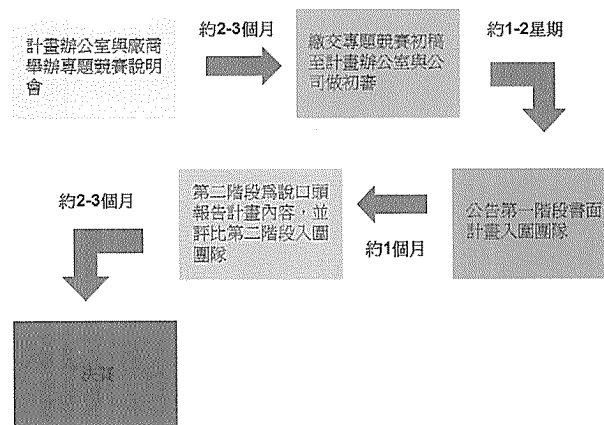 計畫辦公室與廠商
舉辦專題競賽說明
會
約2-3個月
繳交專題競賽初稿
至計畫辦公室與公
司做初審
約1-2星期
公告第一階段書面
計畫入圍團隊
約1個月
第二階段為說口頭
報告計畫內容，並
評比第二階段入圍
團隊
約2-3個月
決賽